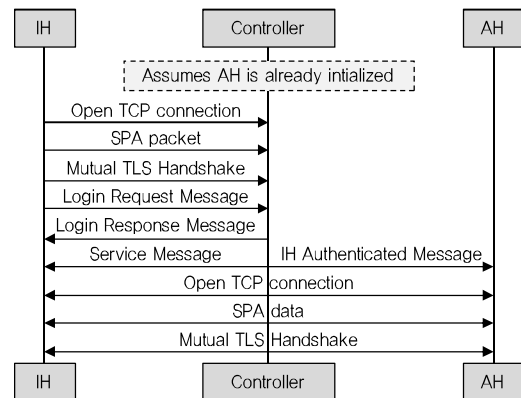 IH
Controller
AH
Assumes AH is already intialized
Open TCP connection
SPA packet
Mutual TLS Handshake
Login Request Message
Login Response Message
Service Message
IH Authenticated Message
Open TCP connection
SPA data
Mutual TLS Handshake
IH
Controller
AH